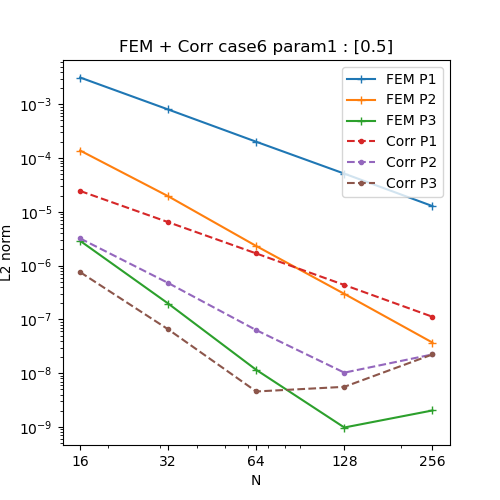 FEM + Corr case6 param1 : [0.5]
FEM P1
FEM P2
FEM P3
Corr P1
Corr P2
Corr P3
L2 norm
10⁻³
10⁻⁴
10⁻⁵
10⁻⁶
10⁻⁷
10⁻⁸
10⁻⁹
16 32 64 128 256
N